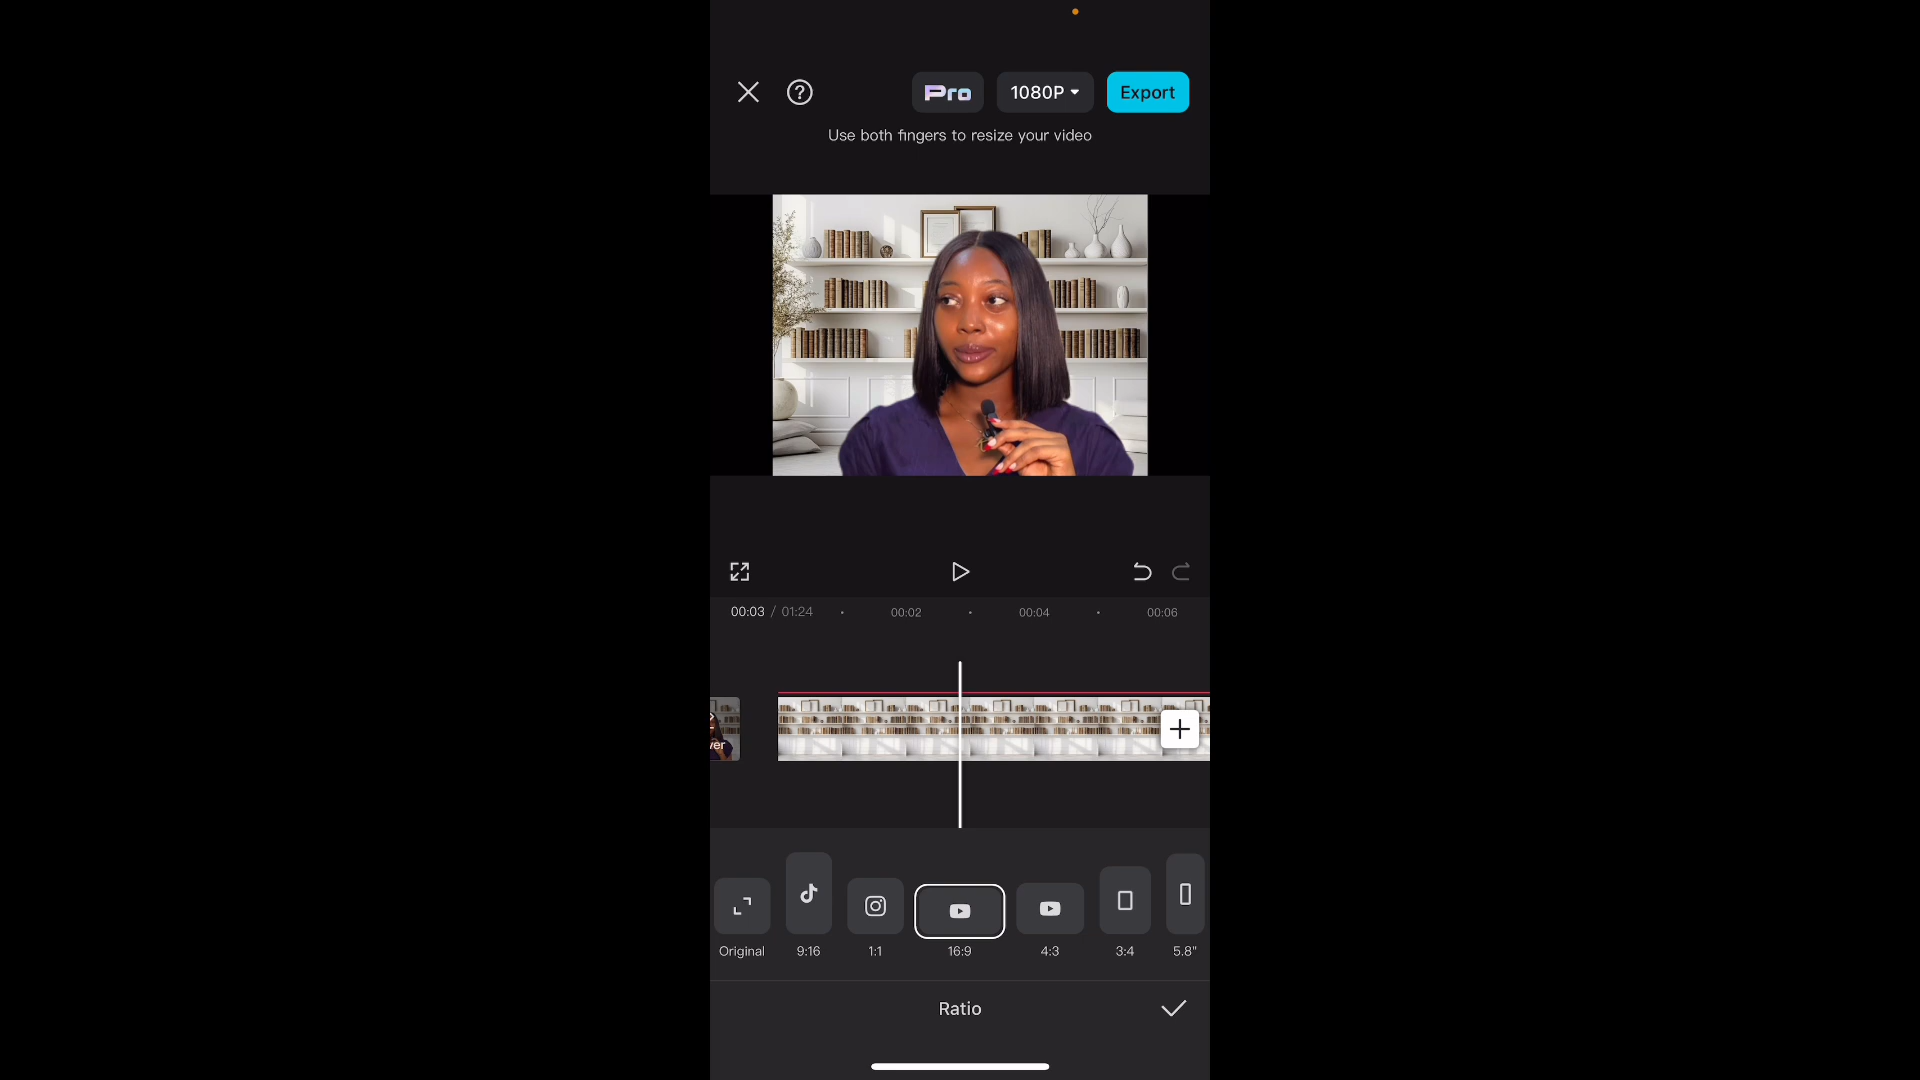 Pro 1080P Export
Use both fingers to resize your video
00:03 / 01:24 00:02 00:04 00:06
ver
Original 9:16 1:1 16:9 4:3 3:4 5.8"
Ratio